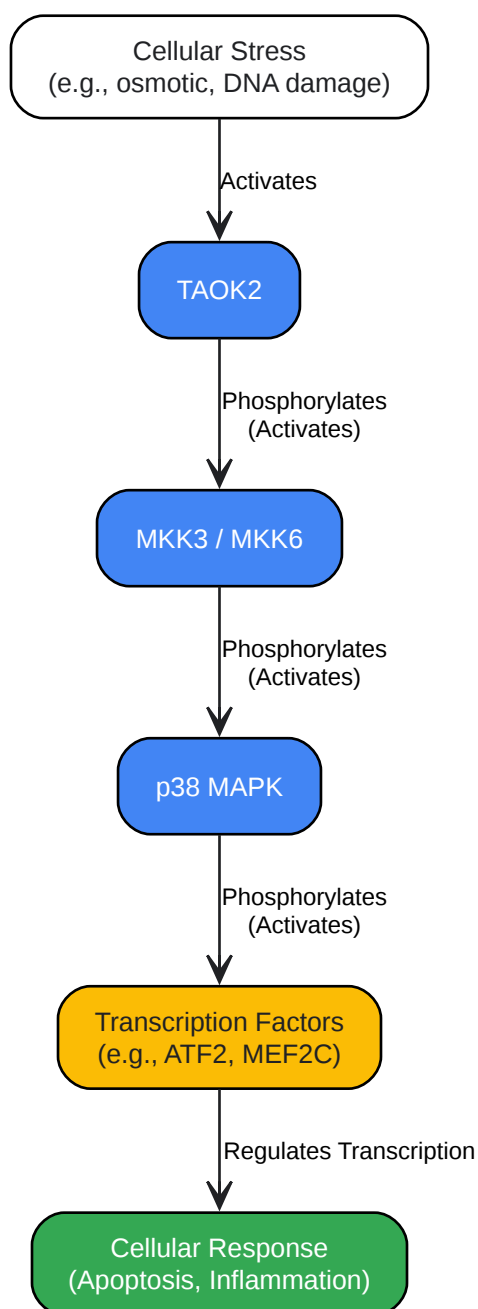 Cellular Stress
(e.g., osmotic, DNA damage)
Activates
TAOK2
Phosphorylates
(Activates)
MKK3 / MKK6
Phosphorylates
(Activates)
p38 MAPK
Phosphorylates
(Activates)
Transcription Factors
(e.g., ATF2, MEF2C)
Regulates Transcription
Cellular Response
(Apoptosis, Inflammation)